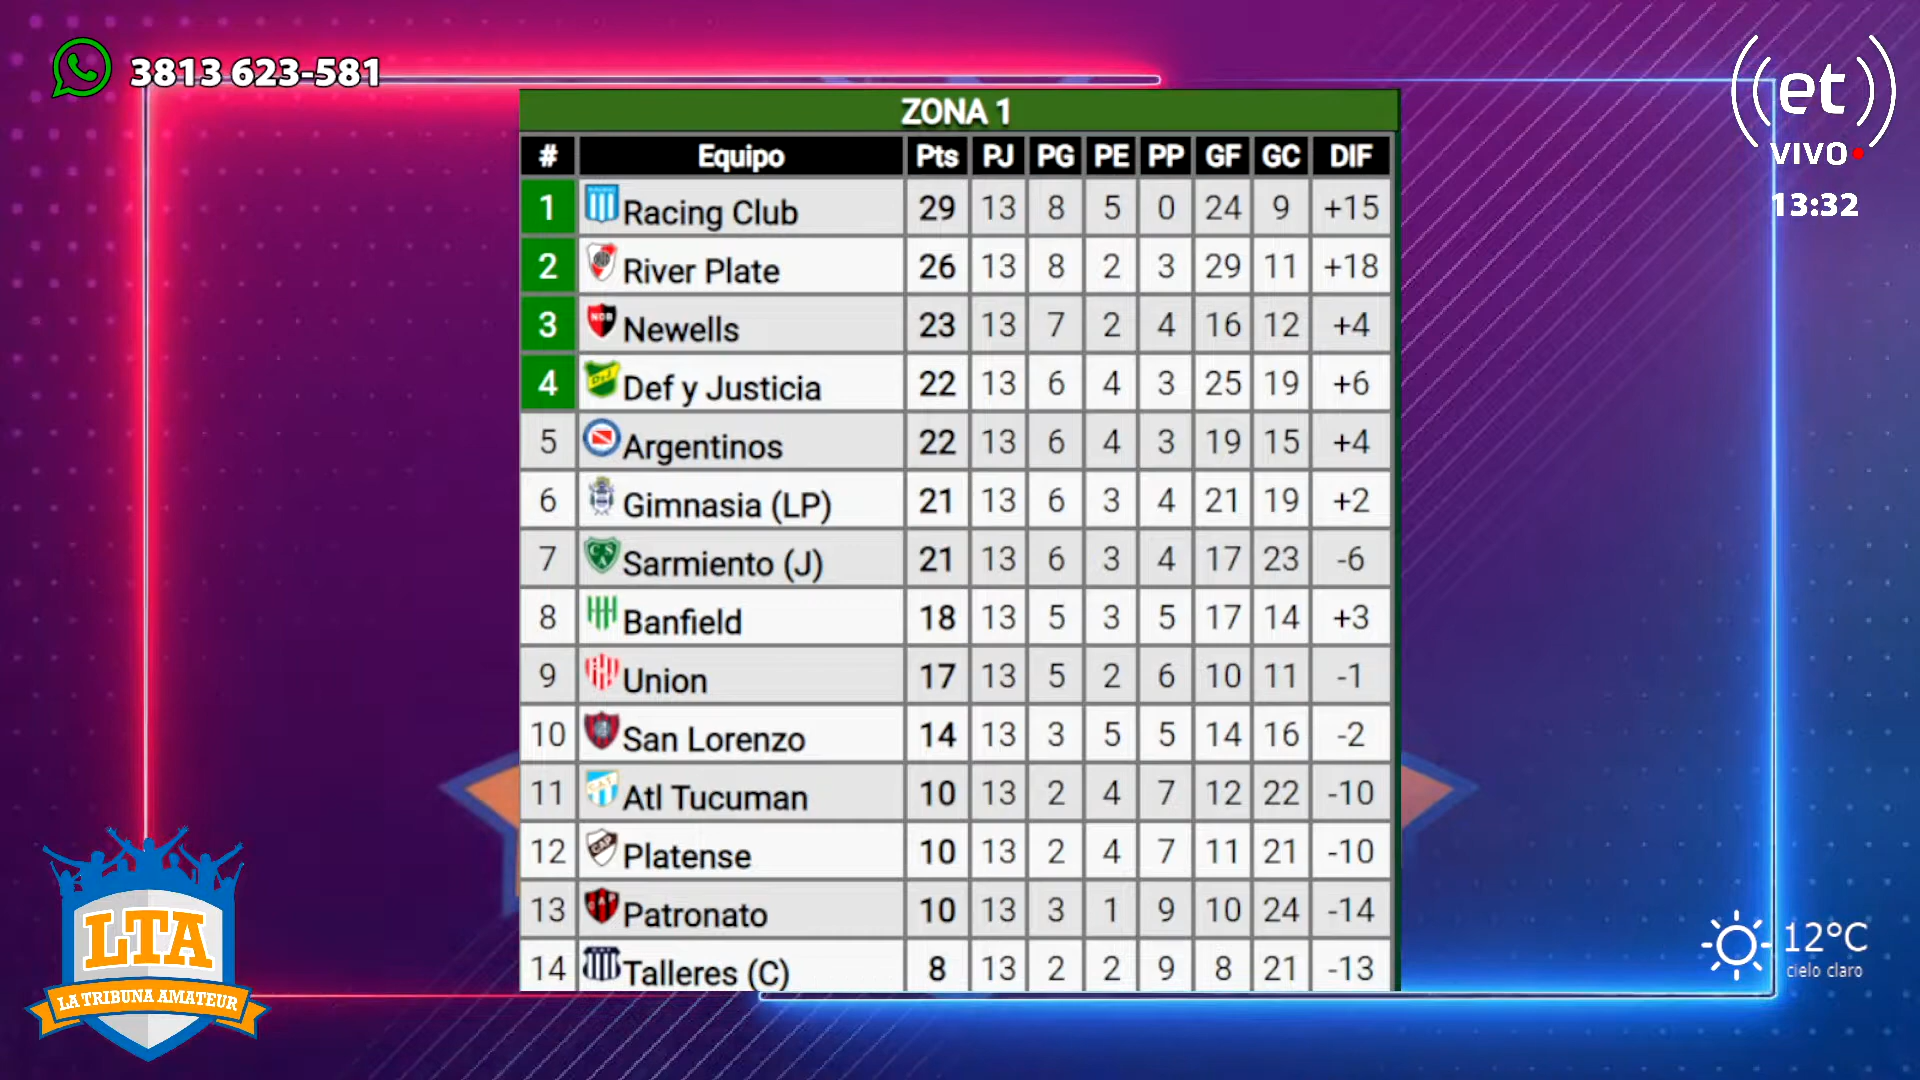 3813 623-581
et
VIVO
13:32
ZONA 1
# Equipo Pts PJ PG PE PP GF GC DIF
1 Racing Club 29 13 8 5 0 24 9 +15
2 River Plate 26 13 8 2 3 29 11 +18
3 Newells 23 13 7 2 4 16 12 +4
4 Def y Justicia 22 13 6 4 3 25 19 +6
5 Argentinos 22 13 6 4 3 19 15 +4
6 Gimnasia (LP) 21 13 6 3 4 21 19 +2
7 Sarmiento (J) 21 13 6 3 4 17 23 -6
8 Banfield 18 13 5 3 5 17 14 +3
9 Union 17 13 5 2 6 10 11 -1
10 San Lorenzo 14 13 3 5 5 14 16 -2
11 Atl Tucuman 10 13 2 4 7 12 22 -10
12 Platense 10 13 2 4 7 11 21 -10
13 Patronato 10 13 3 1 9 10 24 -14
14 Talleres (C) 8 13 2 2 9 8 21 -13
LTA
LA TRIBUNA AMATEUR
12°C
cielo claro